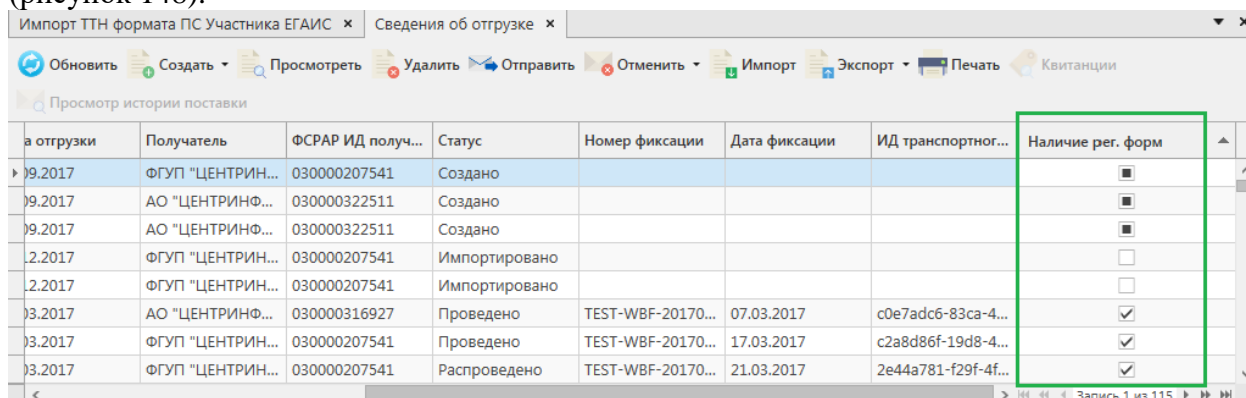 (рисунок 148).
Импорт ТТН формата ПС Участника ЕГАИС × Сведения об отгрузке ×
Обновить Создать Просмотреть Удалить Отправить Отменить Импорт Экспорт Печать Квитанции
Просмотр истории поставки
а отгрузки Получатель ФСРАР ИД получ... Статус Номер фиксации Дата фиксации ИД транспортног... Наличие рег. форм
09.2017 ФГУП "ЦЕНТРИН... 030000207541 Создано
09.2017 АО "ЦЕНТРИНФ... 030000322511 Создано
09.2017 АО "ЦЕНТРИНФ... 030000322511 Создано
.2.2017 ФГУП "ЦЕНТРИН... 030000207541 Импортировано
.2.2017 ФГУП "ЦЕНТРИН... 030000207541 Импортировано
03.2017 АО "ЦЕНТРИНФ... 030000316927 Проведено TEST-WBF-20170... 07.03.2017 c0e7adc6-83ca-4...
03.2017 ФГУП "ЦЕНТРИН... 030000207541 Проведено TEST-WBF-20170... 17.03.2017 c2a8d86f-19d8-4...
03.2017 ФГУП "ЦЕНТРИН... 030000207541 Распроведено TEST-WBF-20170... 21.03.2017 2e44a781-f29f-4f...
Запись 1 из 115